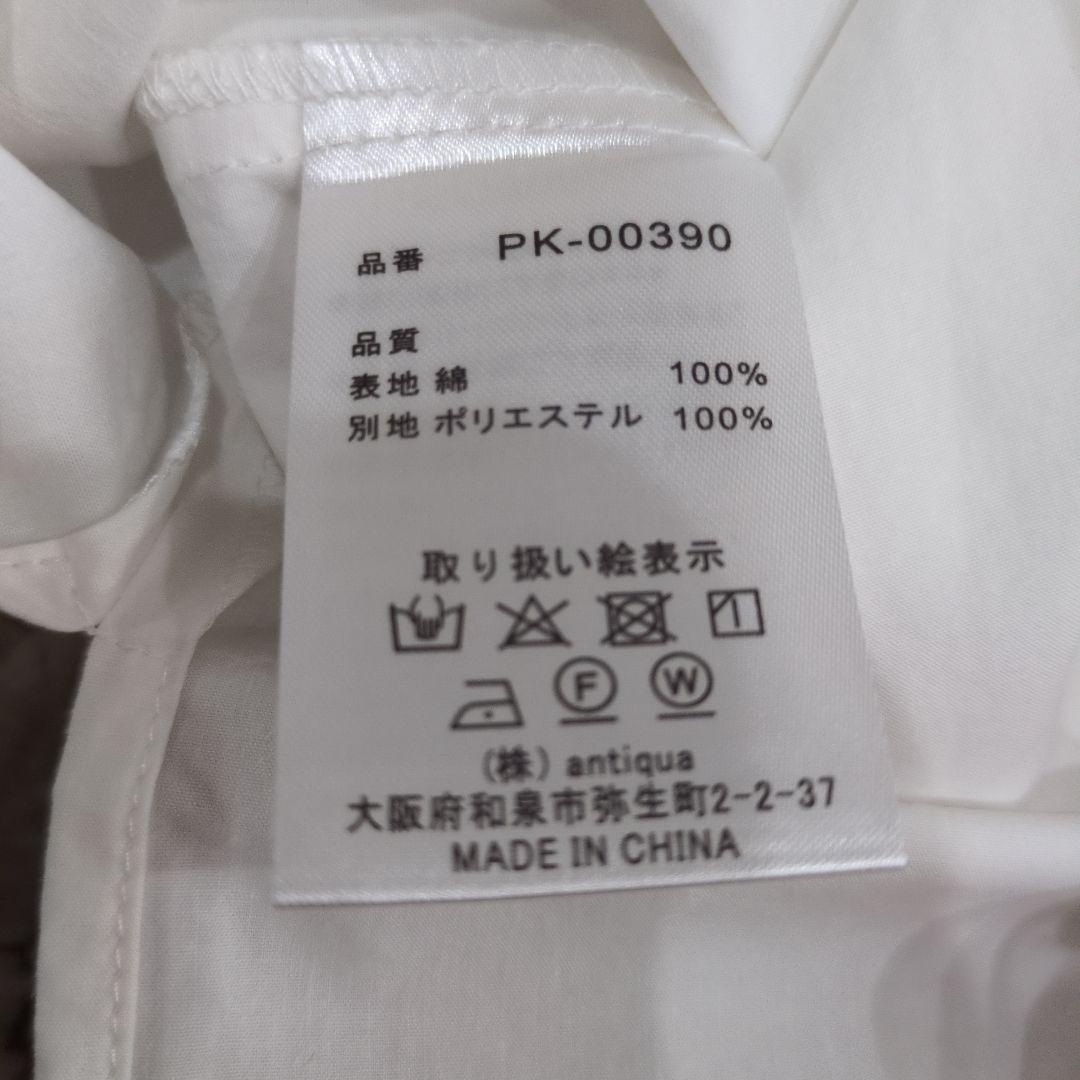 品番 PK-00390
品質
表地 綿 100%
別地 ポリエステル 100%
取り扱い絵表示
F W
(株) antiqua
大阪府和泉市弥生町2-2-37
MADE IN CHINA